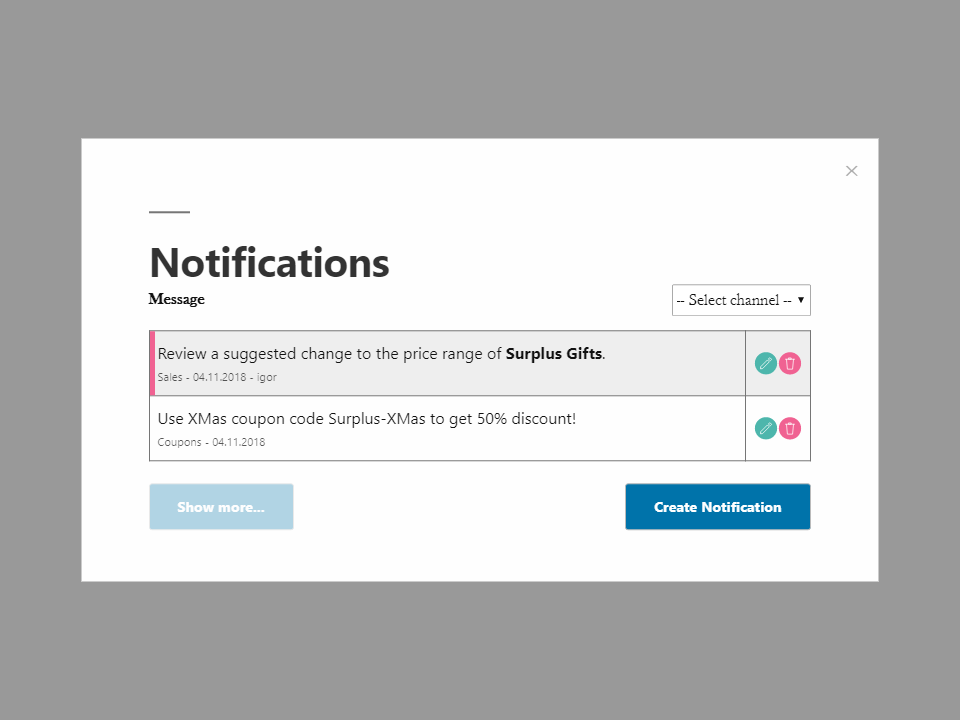 Notifications
Message
-- Select channel --
Review a suggested change to the price range of Surplus Gifts.
Sales - 04.11.2018 - igor
Use XMas coupon code Surplus-XMas to get 50% discount!
Coupons - 04.11.2018
Show more...
Create Notification